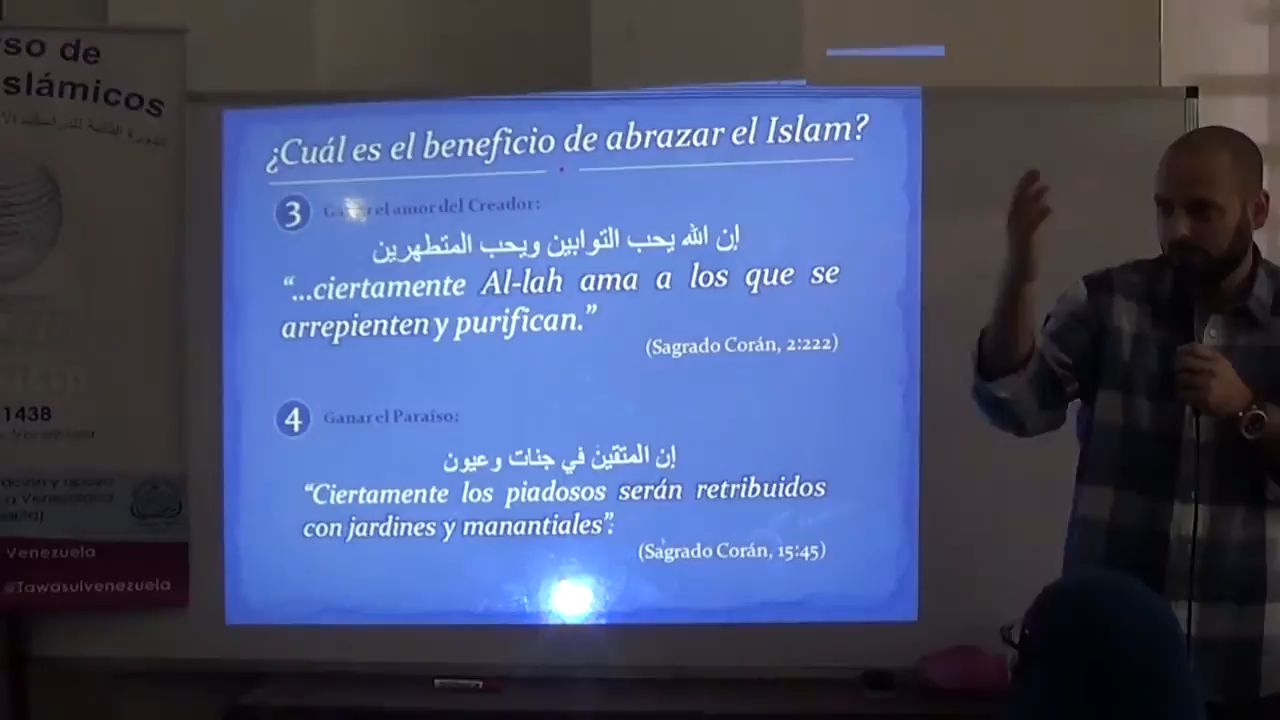 so de
slámicos
1438
Venezuela
@Tawasulvenezuela
¿Cuál es el beneficio de abrazar el Islam?
3 Ganar el amor del Creador:
إن الله يحب التوابين ويحب المتطهرين
“...ciertamente Al-lah ama a los que se
arrepienten y purifican.”
(Sagrado Corán, 2:222)
4 Ganar el Paraíso:
إن المتقين في جنات وعيون
“Ciertamente los piadosos serán retribuidos
con jardines y manantiales”.
(Sagrado Corán, 15:45)